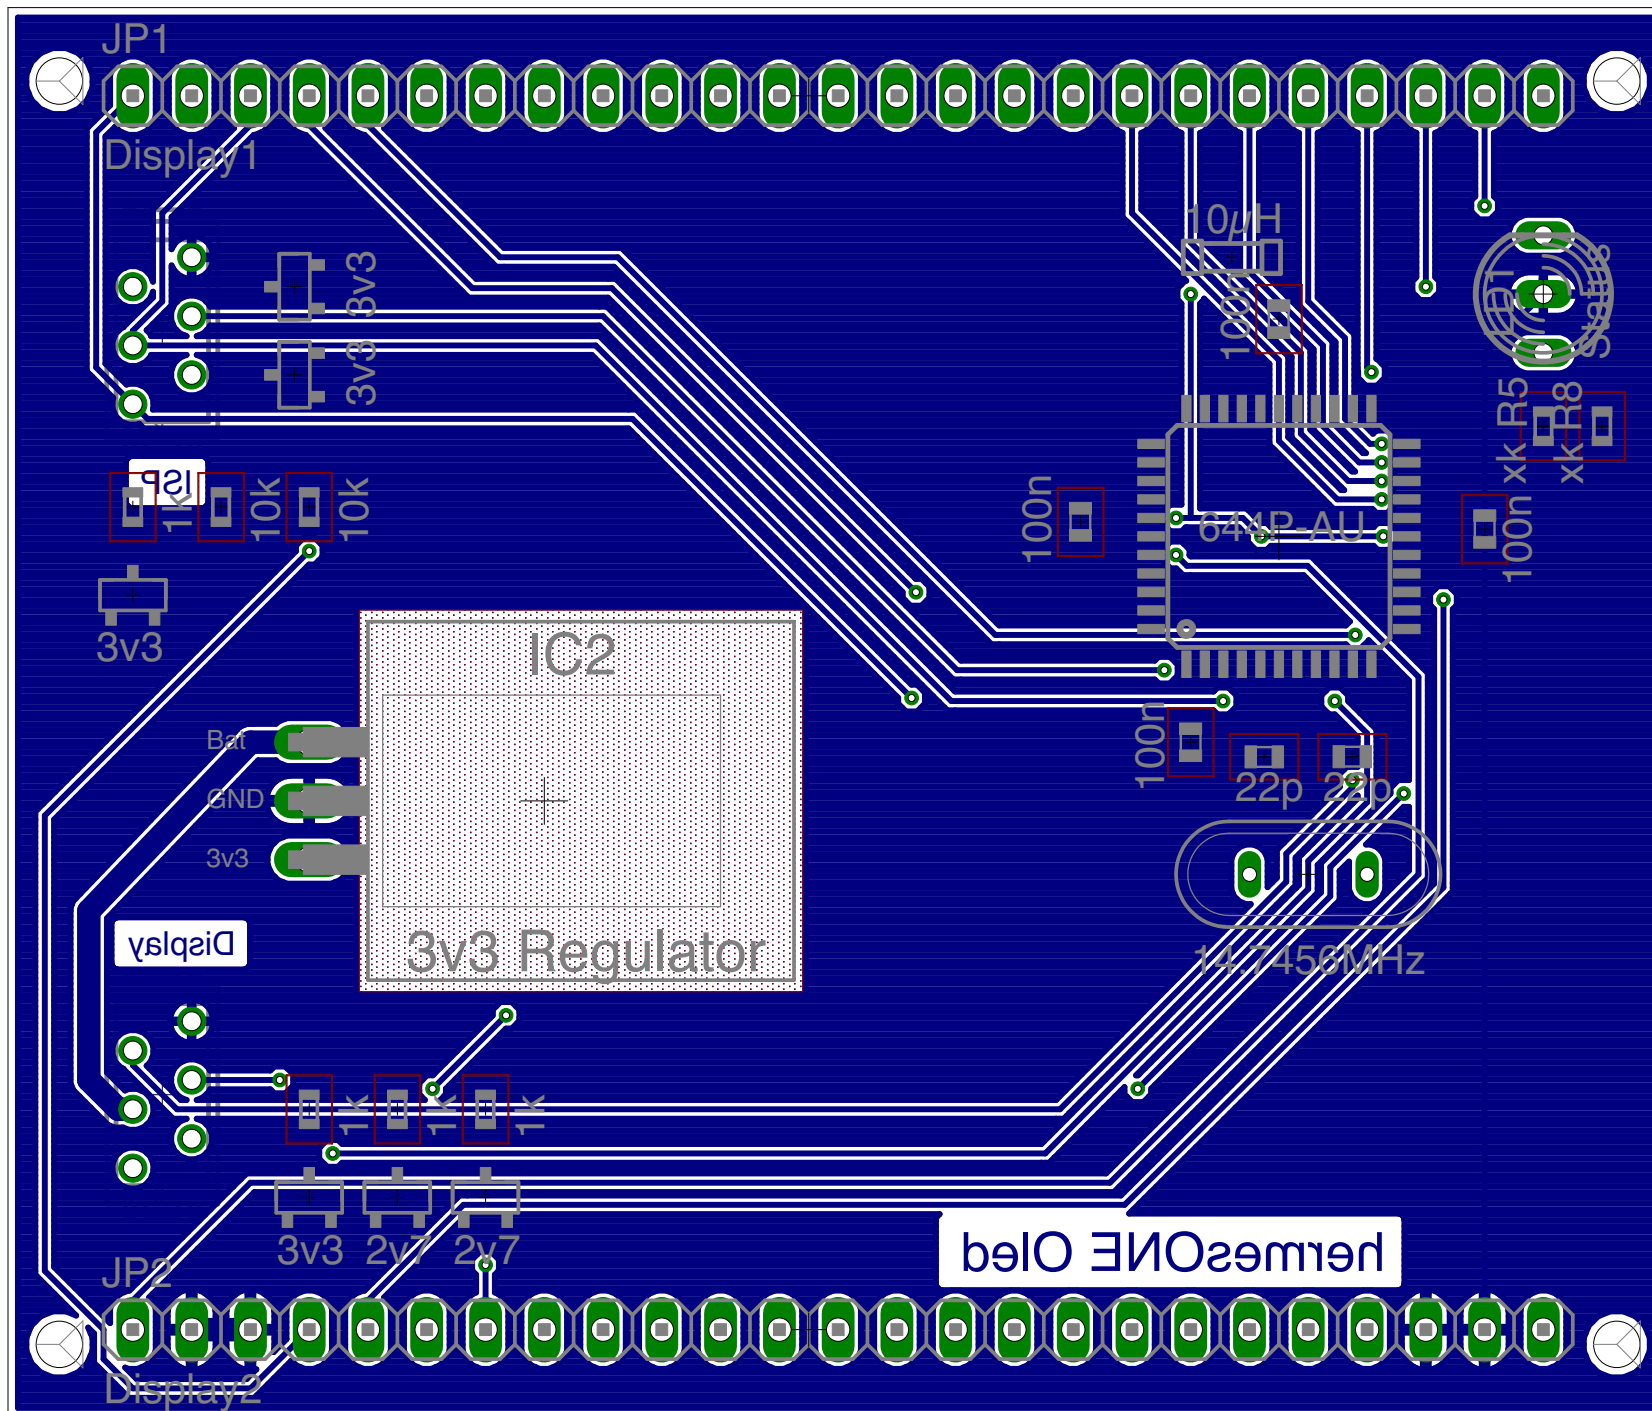 JP1
Display1
10µH
3v3
100n
LED1
Status
3v3
xk R5
xk R8
ISP
1k
10k
10k
100n
644P-AU
100n
3v3
IC2
Bat
GND
3v3
100n
22p
22p
Display
3v3 Regulator
14.7456MHz
1k
1k
1k
3v3
2v7
2v7
hermesONE Oled
JP2
Display2